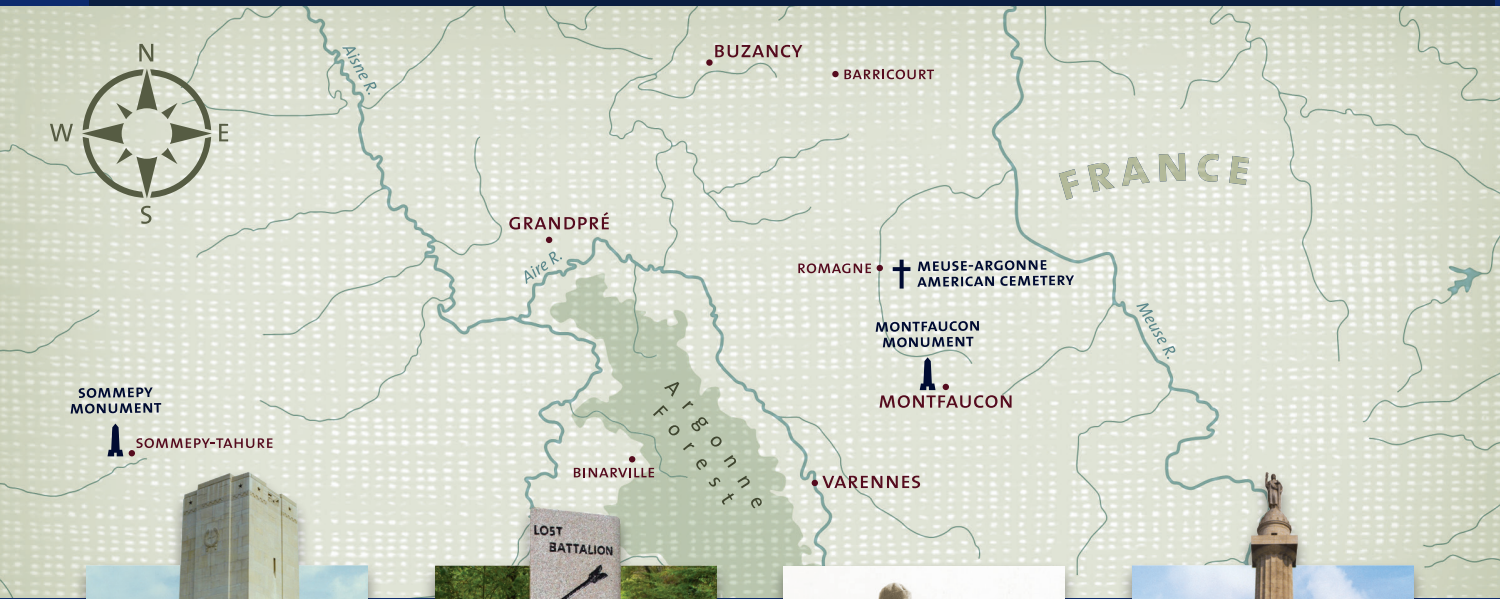 N
W
E
S
Aisne R.
BUZANCY
BARRICOURT
FRANCE
GRANDPRÉ
Aire R.
ROMAGNE
MEUSE-ARGONNE
AMERICAN CEMETERY
MONTFAUCON
MONUMENT
MONTFAUCON
Meuse R.
SOMMEPY
MONUMENT
SOMMEPY-TAHURE
Argonne
Forest
BINARVILLE
VARENNES
LOST
BATTALION